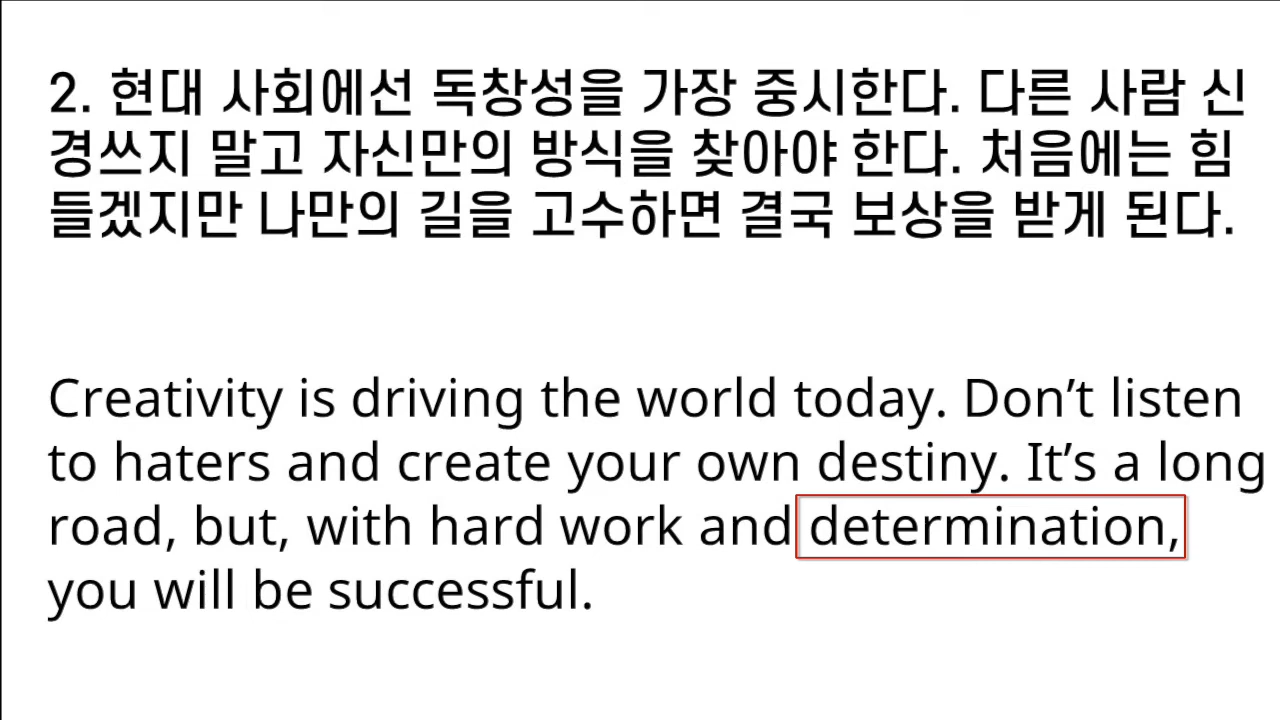 2. 현대 사회에선 독창성을 가장 중시한다. 다른 사람 신
경쓰지 말고 자신만의 방식을 찾아야 한다. 처음에는 힘
들겠지만 나만의 길을 고수하면 결국 보상을 받게 된다.
Creativity is driving the world today. Don’t listen
to haters and create your own destiny. It’s a long
road, but, with hard work and determination,
you will be successful.